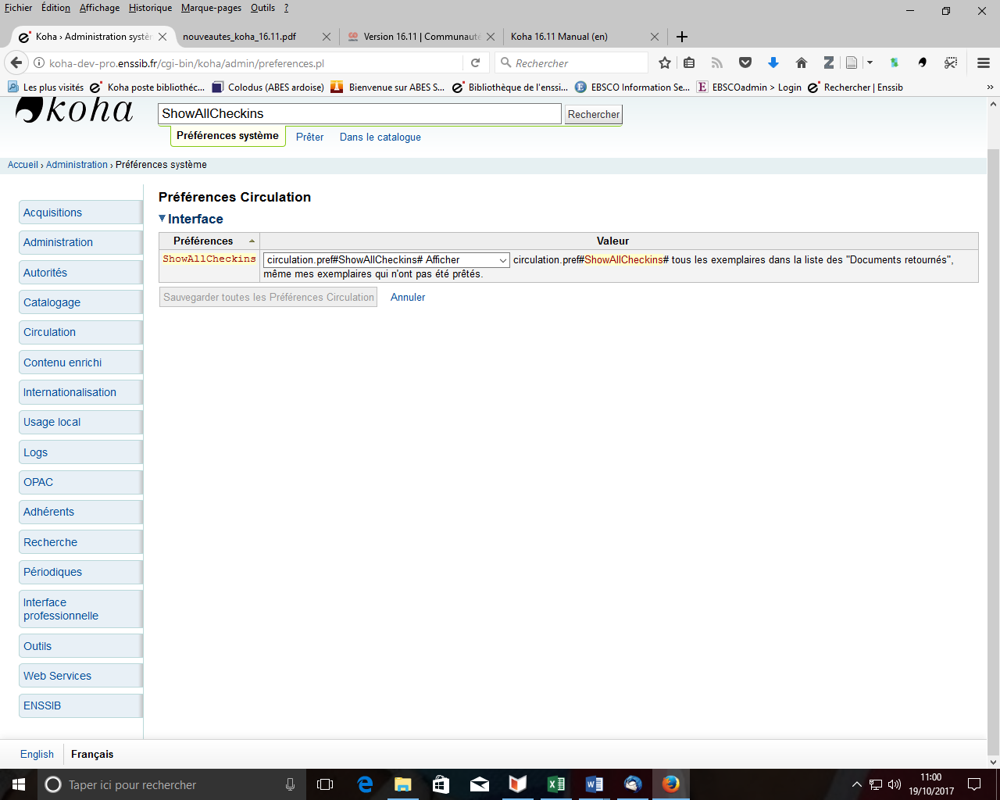 Fichier Édition Affichage Historique Marque-pages Outils ?
Koha › Administration systè
nouveautes_koha_16.11.pdf
Version 16.11 | Communaut
Koha 16.11 Manual (en)
koha-dev-pro.enssib.fr/cgi-bin/koha/admin/preferences.pl
Rechercher
Les plus visités
Koha poste bibliothéc...
Colodus (ABES ardoise)
Bienvenue sur ABES S...
Bibliothèque de l'enssi...
EBSCO Information Se...
EBSCOadmin > Login
Rechercher | Enssib
koha
ShowAllCheckins
Rechercher
Préférences système
Prêter
Dans le catalogue
Accueil › Administration › Préférences système
Acquisitions
Administration
Autorités
Catalogage
Circulation
Contenu enrichi
Internationalisation
Usage local
Logs
OPAC
Adhérents
Recherche
Périodiques
Interface
professionnelle
Outils
Web Services
ENSSIB
Préférences Circulation
Interface
Préférences
Valeur
ShowAllCheckins
circulation.pref#ShowAllCheckins# Afficher
circulation.pref#ShowAllCheckins# tous les exemplaires dans la liste des "Documents retournés",
même mes exemplaires qui n'ont pas été prêtés.
Sauvegarder toutes les Préférences Circulation
Annuler
English
Français
Taper ici pour rechercher
11:00
19/10/2017